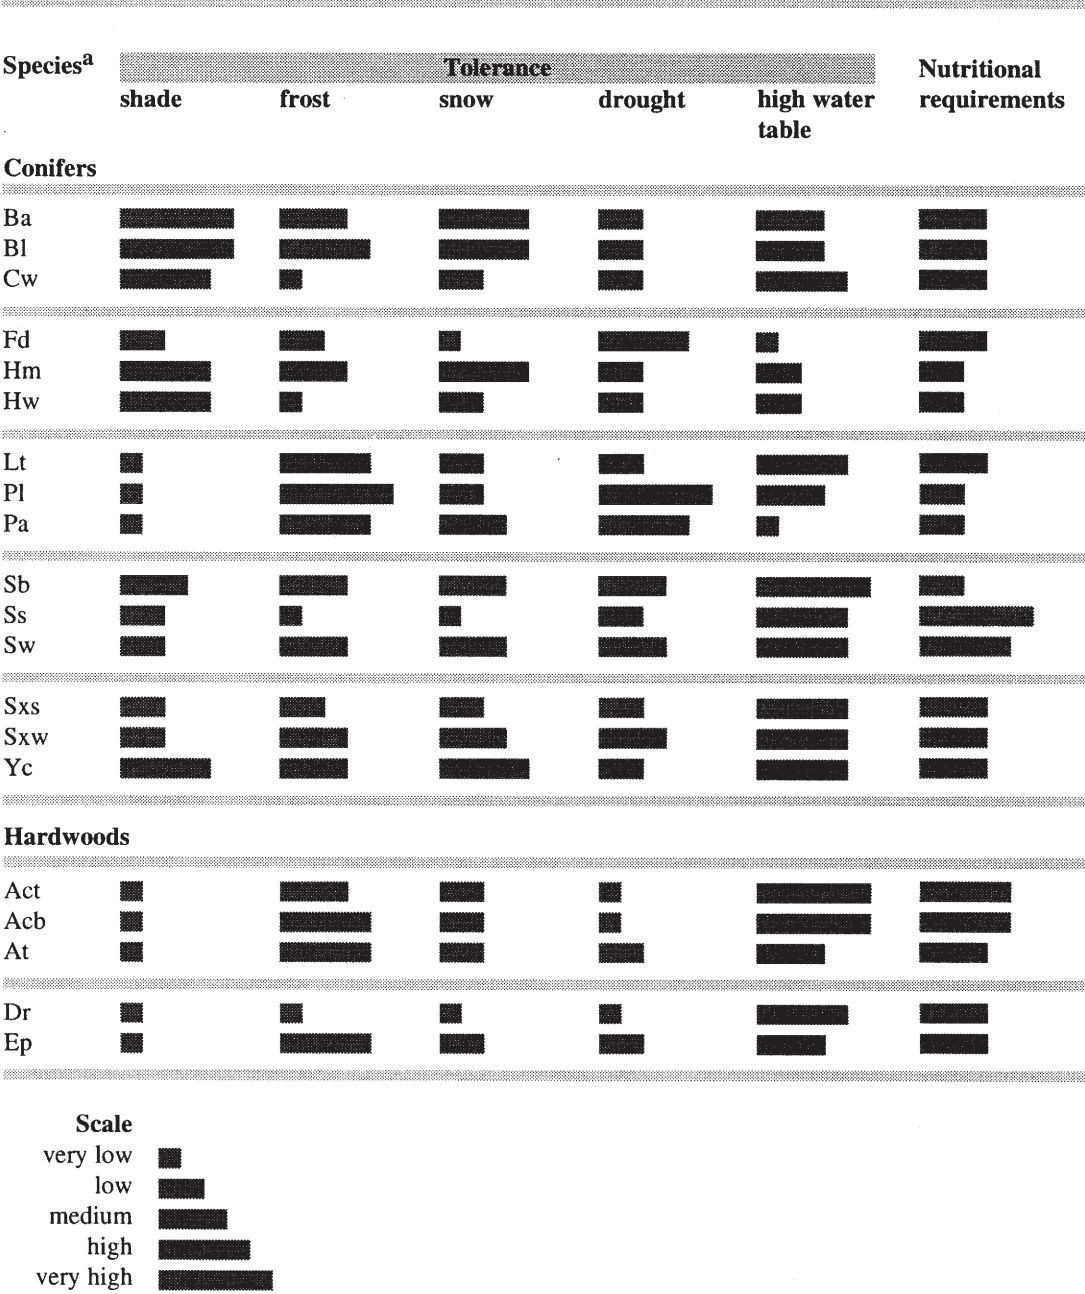 Speciesᵃ Tolerance Nutritional
shade frost snow drought high water requirements
table
Conifers
Ba
Bl
Cw
Fd
Hm
Hw
Lt
Pl
Pa
Sb
Ss
Sw
Sxs
Sxw
Yc
Hardwoods
Act
Acb
At
Dr
Ep
Scale
very low
low
medium
high
very high